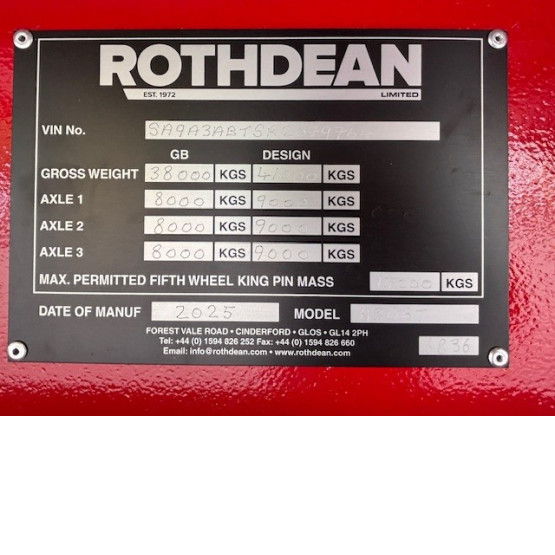 ROTHDEAN
EST. 1972 LIMITED
VIN No.
GB DESIGN
GROSS WEIGHT 38000 KGS KGS
AXLE 1 8000 KGS 9000 KGS
AXLE 2 8000 KGS 9000 KGS
AXLE 3 8000 KGS 9000 KGS
MAX. PERMITTED FIFTH WHEEL KING PIN MASS KGS
DATE OF MANUF 2025 MODEL
FOREST VALE ROAD • CINDERFORD • GLOS • GL14 2PH
Tel: +44 (0) 1594 826 252 Fax: +44 (0) 1594 826 660
Email: info@rothdean.com • www.rothdean.com